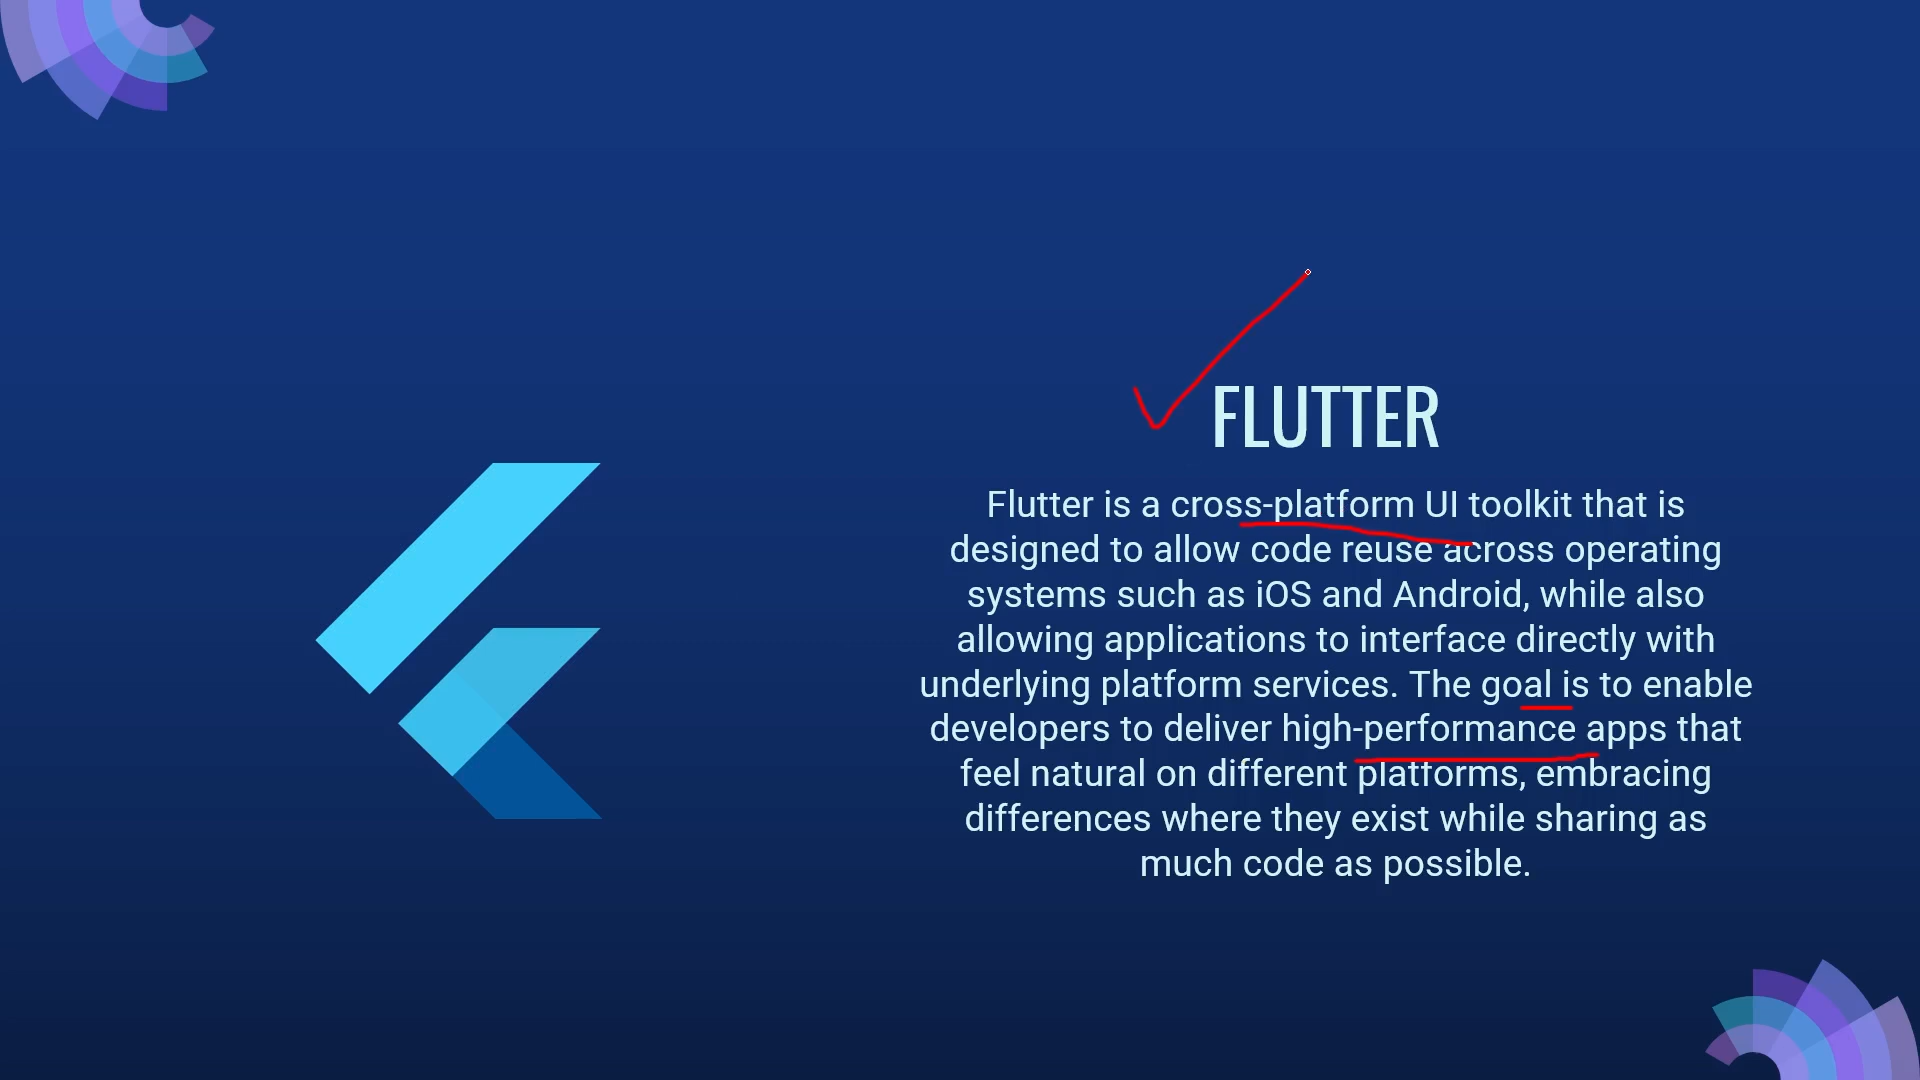 FLUTTER
Flutter is a cross-platform UI toolkit that is
designed to allow code reuse across operating
systems such as iOS and Android, while also
allowing applications to interface directly with
underlying platform services. The goal is to enable
developers to deliver high-performance apps that
feel natural on different platforms, embracing
differences where they exist while sharing as
much code as possible.